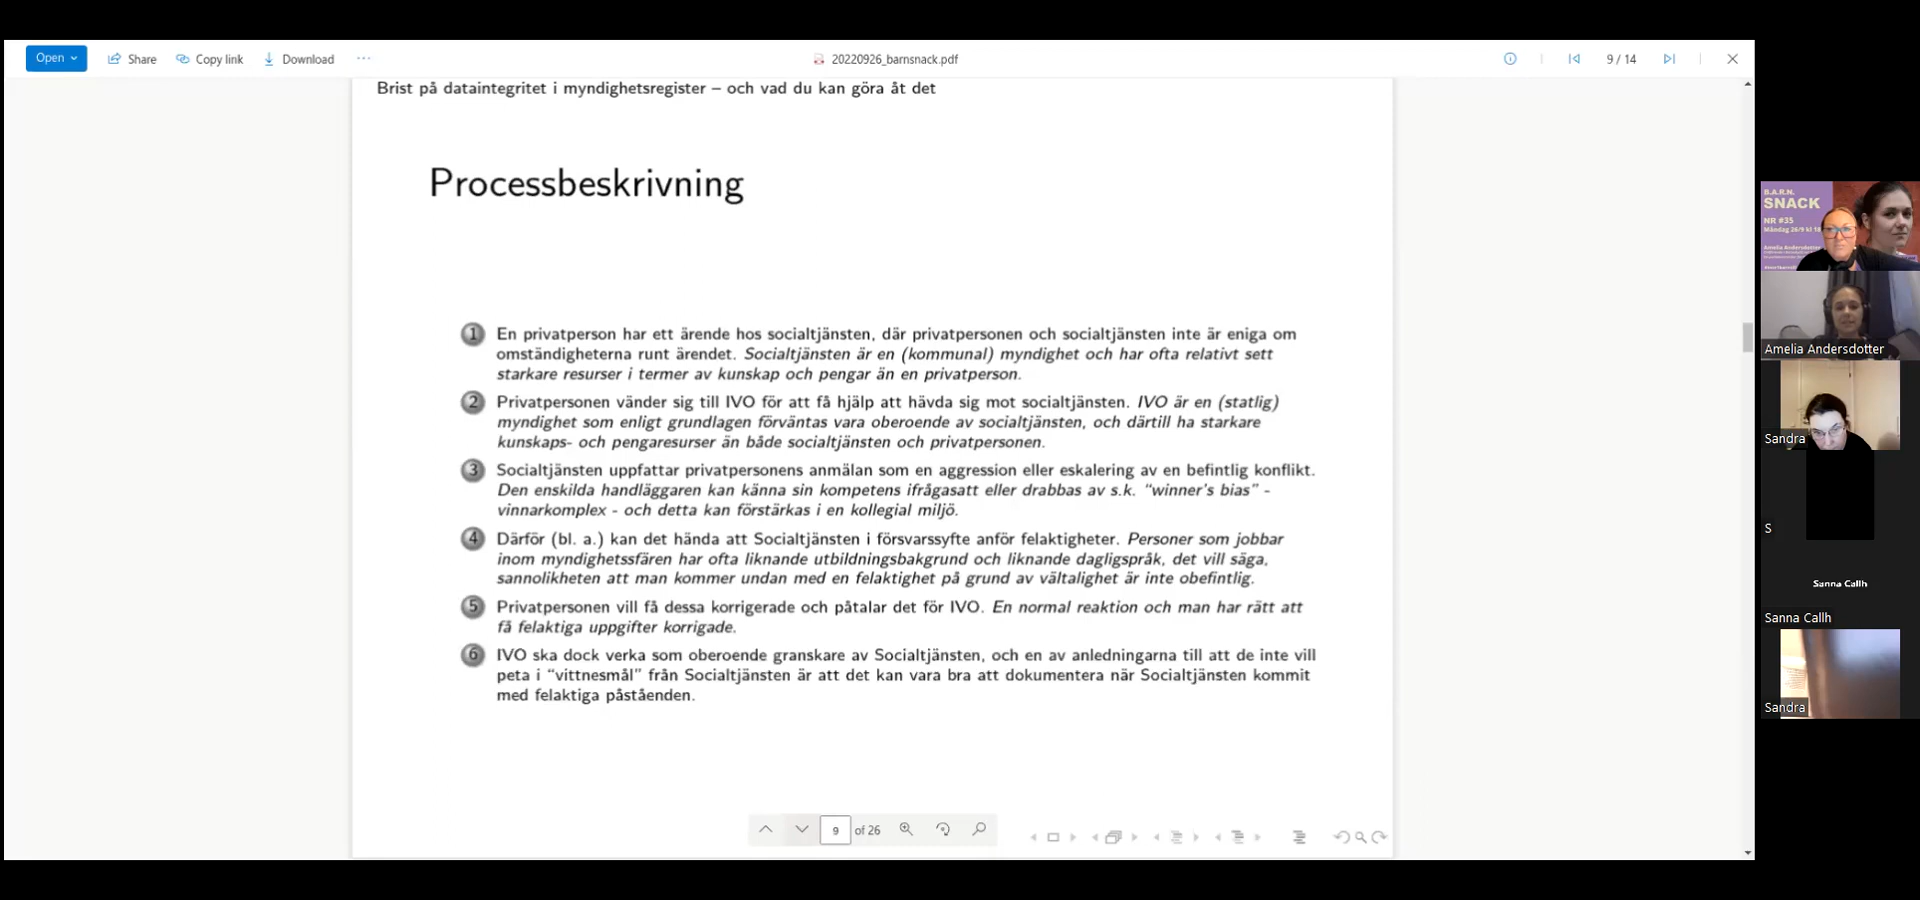 Open
Share
Copy link
Download
...
20220926_barnsnack.pdf
9 / 14
Brist på dataintegritet i myndighetsregister – och vad du kan göra åt det
Processbeskrivning
1 En privatperson har ett ärende hos socialtjänsten, där privatpersonen och socialtjänsten inte är eniga om
omständigheterna runt ärendet. Socialtjänsten är en (kommunal) myndighet och har ofta relativt sett
starkare resurser i termer av kunskap och pengar än en privatperson.
2 Privatpersonen vänder sig till IVO för att få hjälp att hävda sig mot socialtjänsten. IVO är en (statlig)
myndighet som enligt grundlagen förväntas vara oberoende av socialtjänsten, och därtill ha starkare
kunskaps- och pengaresurser än både socialtjänsten och privatpersonen.
3 Socialtjänsten uppfattar privatpersonens anmälan som en aggression eller eskalering av en befintlig konflikt.
Den enskilda handläggaren kan känna sin kompetens ifrågasatt eller drabbas av s.k. “winner’s bias” -
vinnarkomplex - och detta kan förstärkas i en kollegial miljö.
4 Därför (bl. a.) kan det hända att Socialtjänsten i försvarssyfte anför felaktigheter. Personer som jobbar
inom myndighetssfären har ofta liknande utbildningsbakgrund och liknande dagligspråk, det vill säga,
sannolikheten att man kommer undan med en felaktighet på grund av vältalighet är inte obefintlig.
5 Privatpersonen vill få dessa korrigerade och påtalar det för IVO. En normal reaktion och man har rätt att
få felaktiga uppgifter korrigade.
6 IVO ska dock verka som oberoende granskare av Socialtjänsten, och en av anledningarna till att de inte vill
peta i “vittnesmål” från Socialtjänsten är att det kan vara bra att dokumentera när Socialtjänsten kommit
med felaktiga påståenden.
9 of 26
B.A.R.N.
SNACK
NR #35
Måndag 26/9 kl 18
Amelia Andersdotter
Amelia Andersdotter
Sandra
S
Sanna Callh
Sanna Callh
Sandra